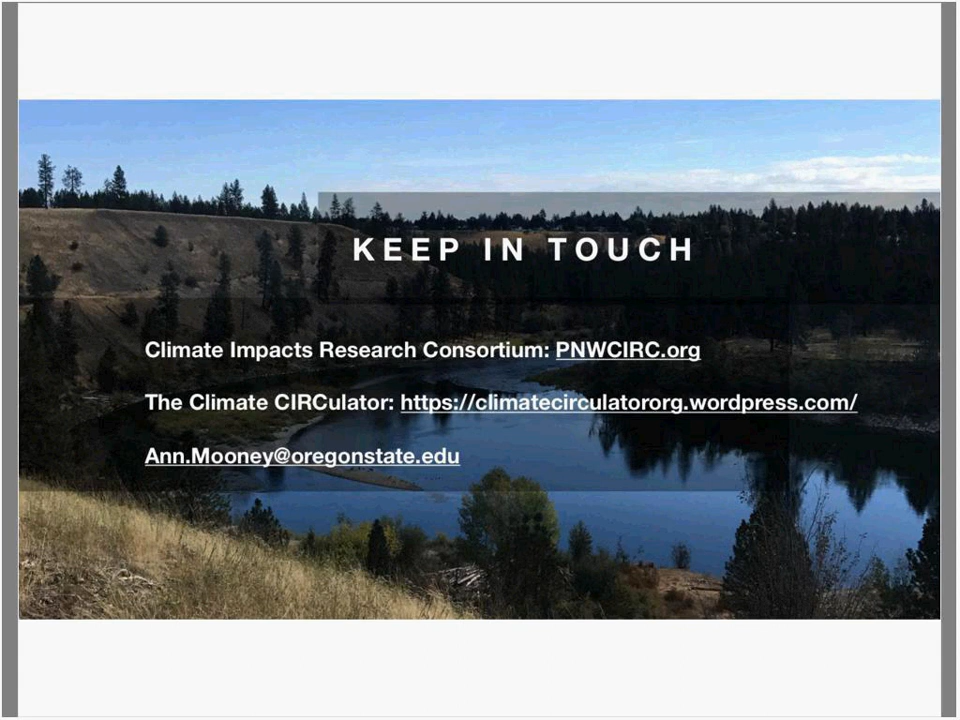 KEEP IN TOUCH
Climate Impacts Research Consortium: PNWCIRC.org
The Climate CIRCulator: https://climatecirculatororg.wordpress.com/
Ann.Mooney@oregonstate.edu